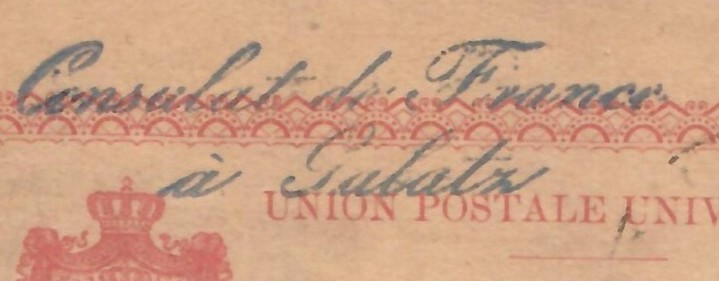 Consulat de France
à Galatz
UNION POSTALE UNIV